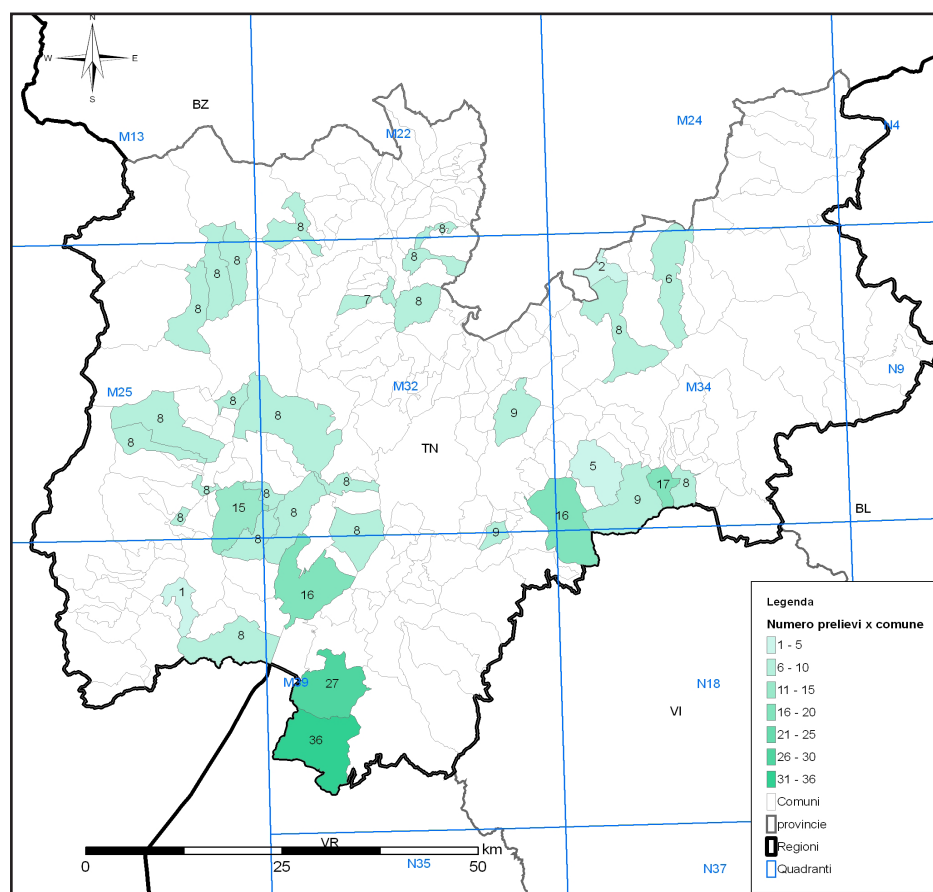 N
W E
S
BZ
M13
M22
M24
N4
8
8
8
8
8
8
2
6
7
8
8
8
M25
M32
M34
N9
8
8
8
8
9
TN
5
8
8
8
15
8
8
8
8
9
9
16
17
8
BL
1
16
8
M39
27
36
N18
VI
VR
km
0 25 50
N35
N37
Legenda
Numero prelievi x comune
1 - 5
6 - 10
11 - 15
16 - 20
21 - 25
26 - 30
31 - 36
Comuni
provincie
Regioni
Quadranti